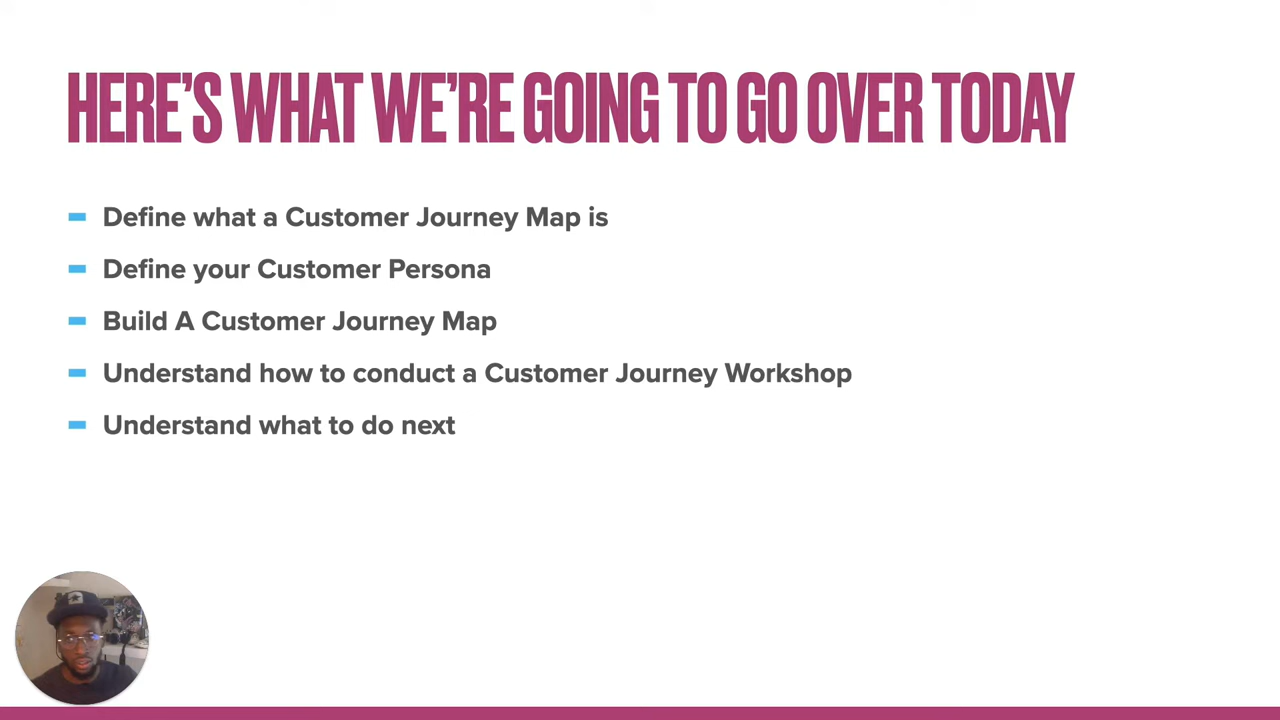 HERE'S WHAT WE'RE GOING TO GO OVER TODAY
Define what a Customer Journey Map is
Define your Customer Persona
Build A Customer Journey Map
Understand how to conduct a Customer Journey Workshop
Understand what to do next